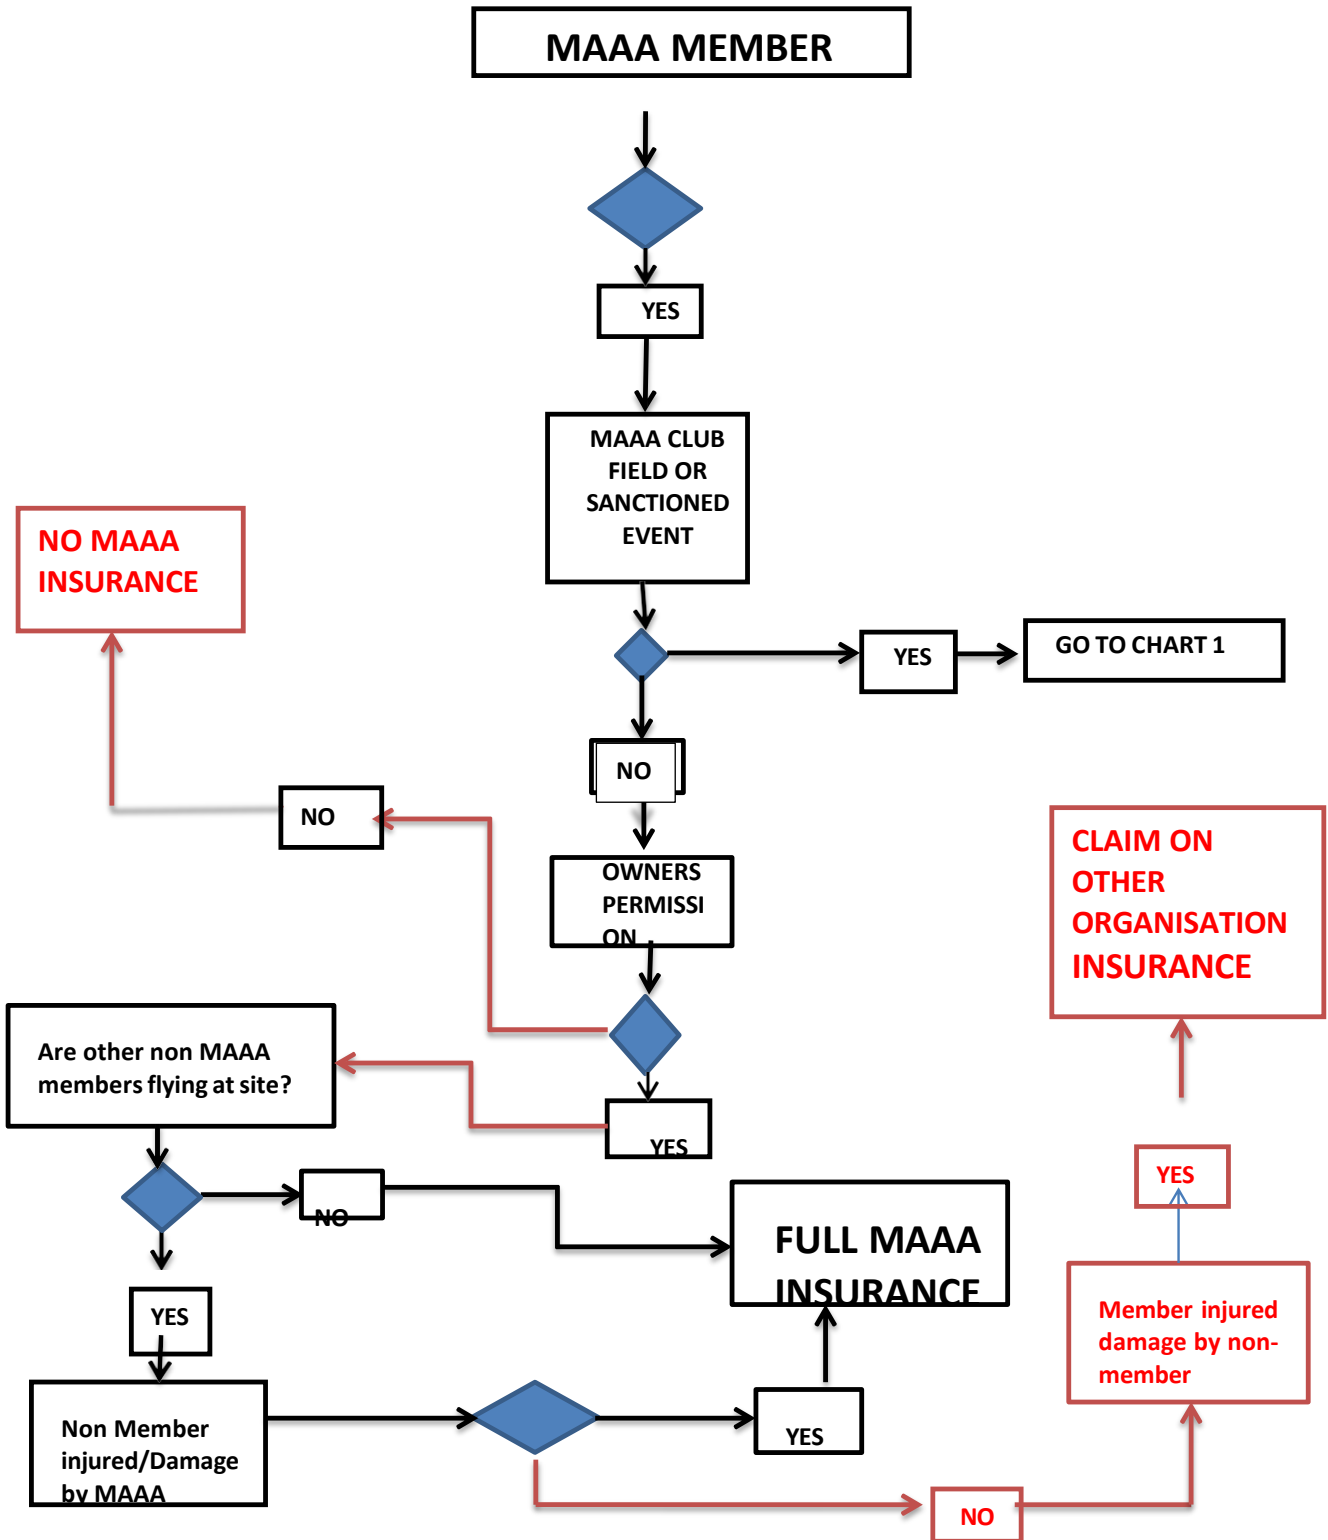 MAAA MEMBER
YES
MAAA CLUB
FIELD OR
SANCTIONED
EVENT
NO MAAA
INSURANCE
YES
GO TO CHART 1
NO
NO
OWNERS
PERMISSI
ON
CLAIM ON
OTHER
ORGANISATION
INSURANCE
Are other non MAAA
members flying at site?
YES
NO
FULL MAAA
INSURANCE
YES
YES
Member injured
damage by non-
member
Non Member
injured/Damage
by MAAA
YES
NO